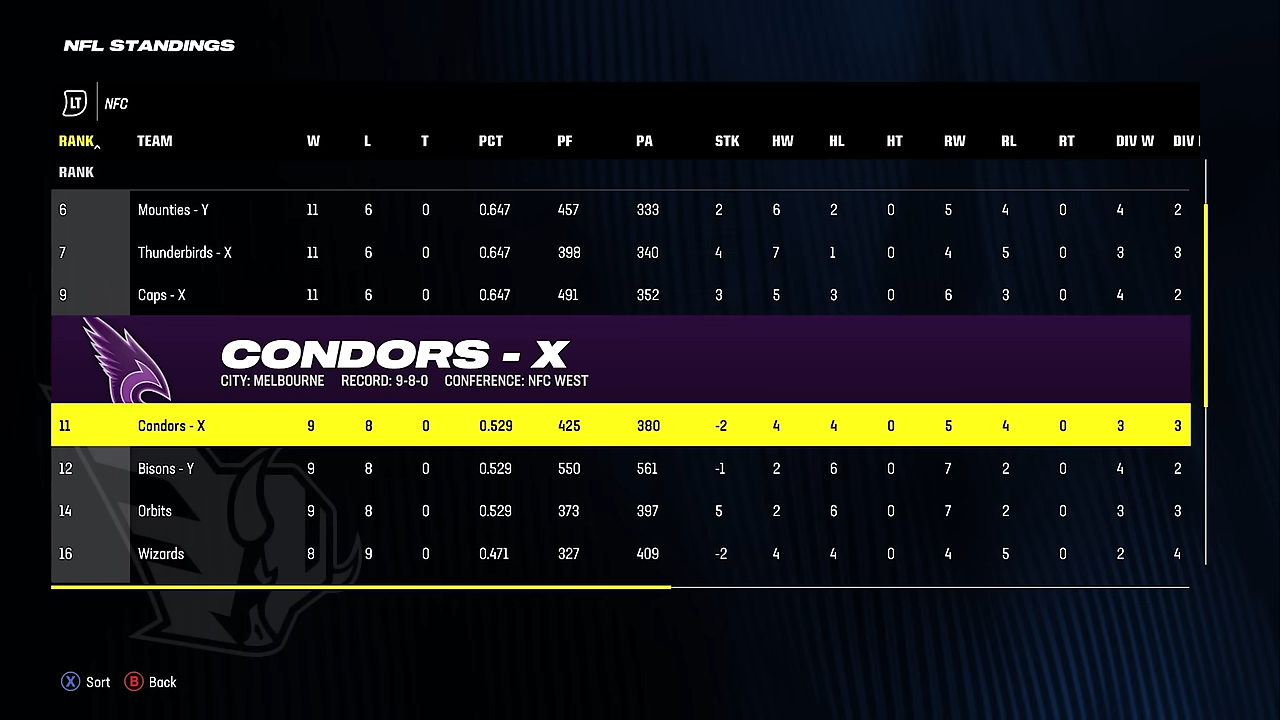 NFL STANDINGS
LT NFC
RANK TEAM W L T PCT PF PA STK HW HL HT RW RL RT DIV W DIV
RANK
6 Mounties - Y 11 6 0 0.647 457 333 2 6 2 0 5 4 0 4 2
7 Thunderbirds - X 11 6 0 0.647 398 340 4 7 1 0 4 5 0 3 3
9 Caps - X 11 6 0 0.647 491 352 3 5 3 0 6 3 0 4 2
CONDORS - X
CITY: MELBOURNE RECORD: 9-8-0 CONFERENCE: NFC WEST
11 Condors - X 9 8 0 0.529 425 380 -2 4 4 0 5 4 0 3 3
12 Bisons - Y 9 8 0 0.529 550 561 -1 2 6 0 7 2 0 4 2
14 Orbits 9 8 0 0.529 373 397 5 2 6 0 7 2 0 3 3
16 Wizards 8 9 0 0.471 327 409 -2 4 4 0 4 5 0 2 4
X Sort B Back